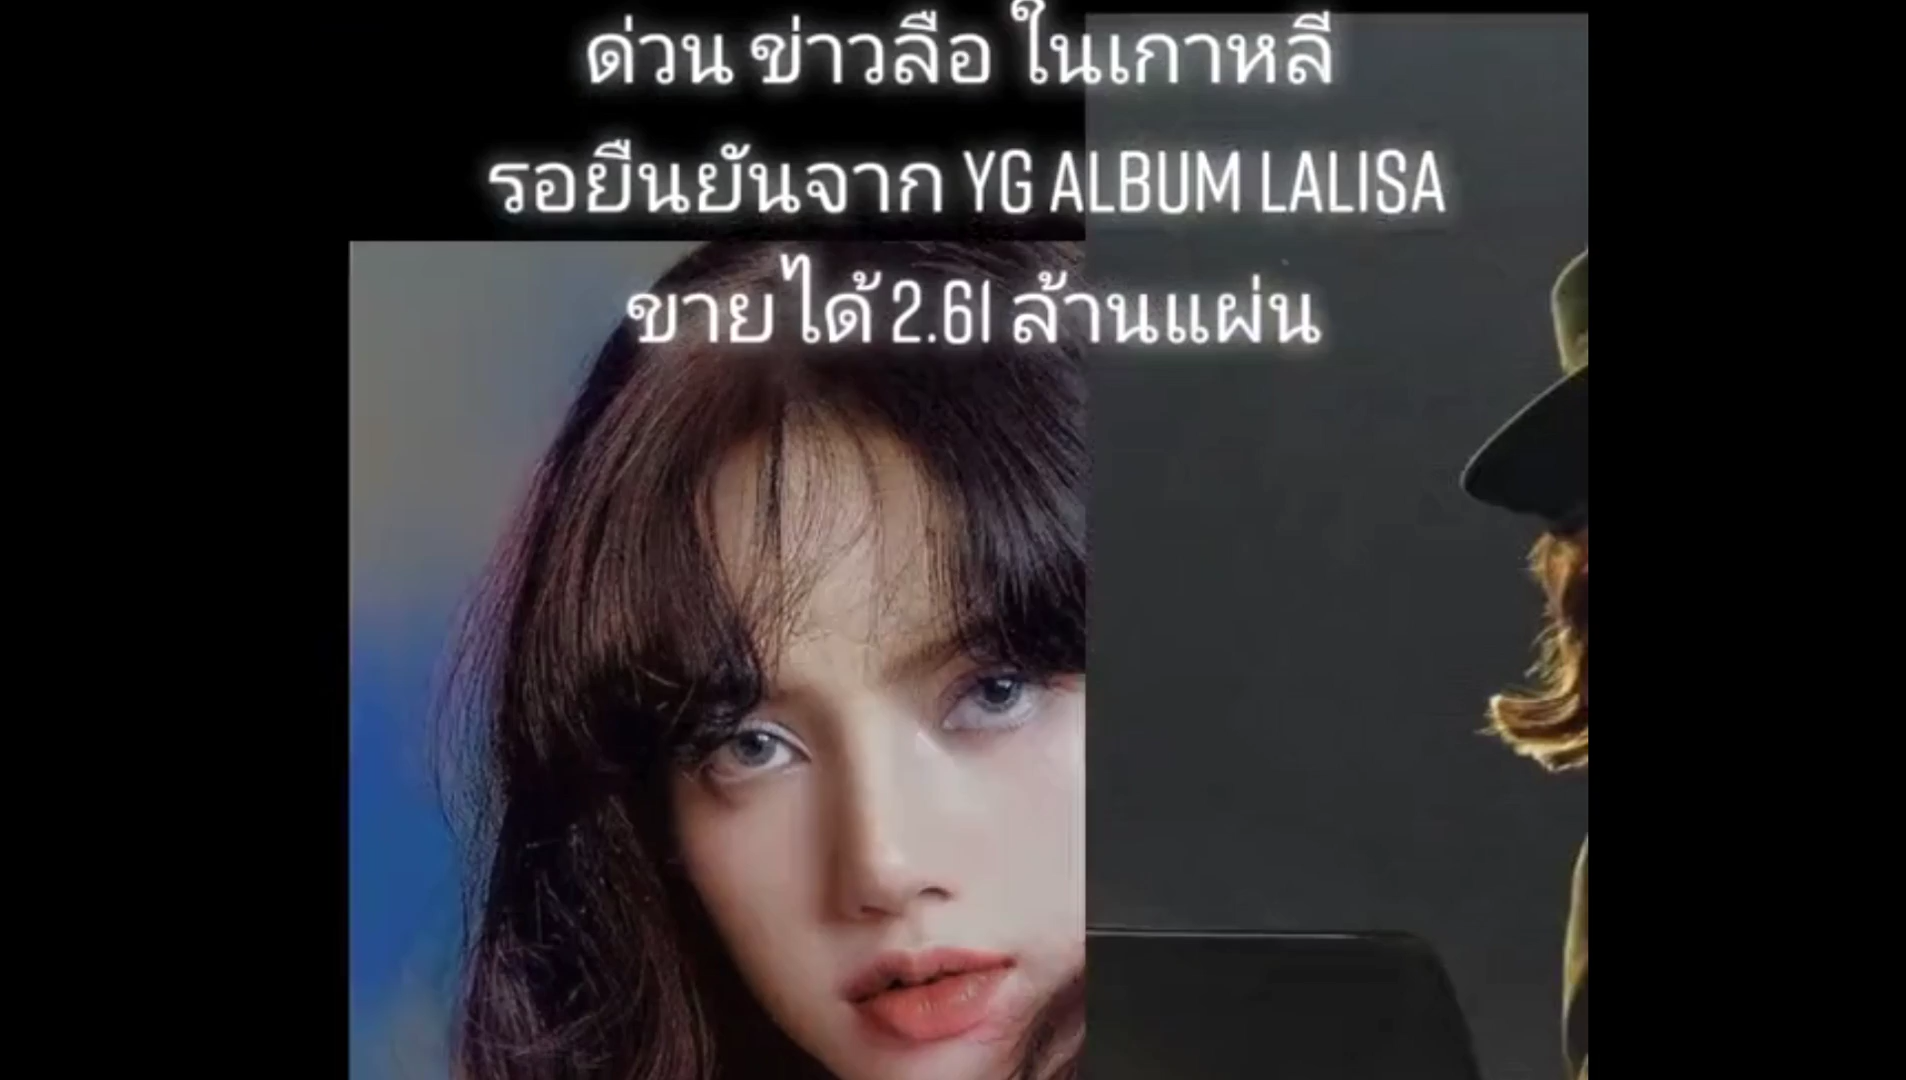 ด่วน ข่าวลือ ในเกาหลี
รอยืนยันจาก YG ALBUM LALISA
ขายได้ 2.61 ล้านแผ่น